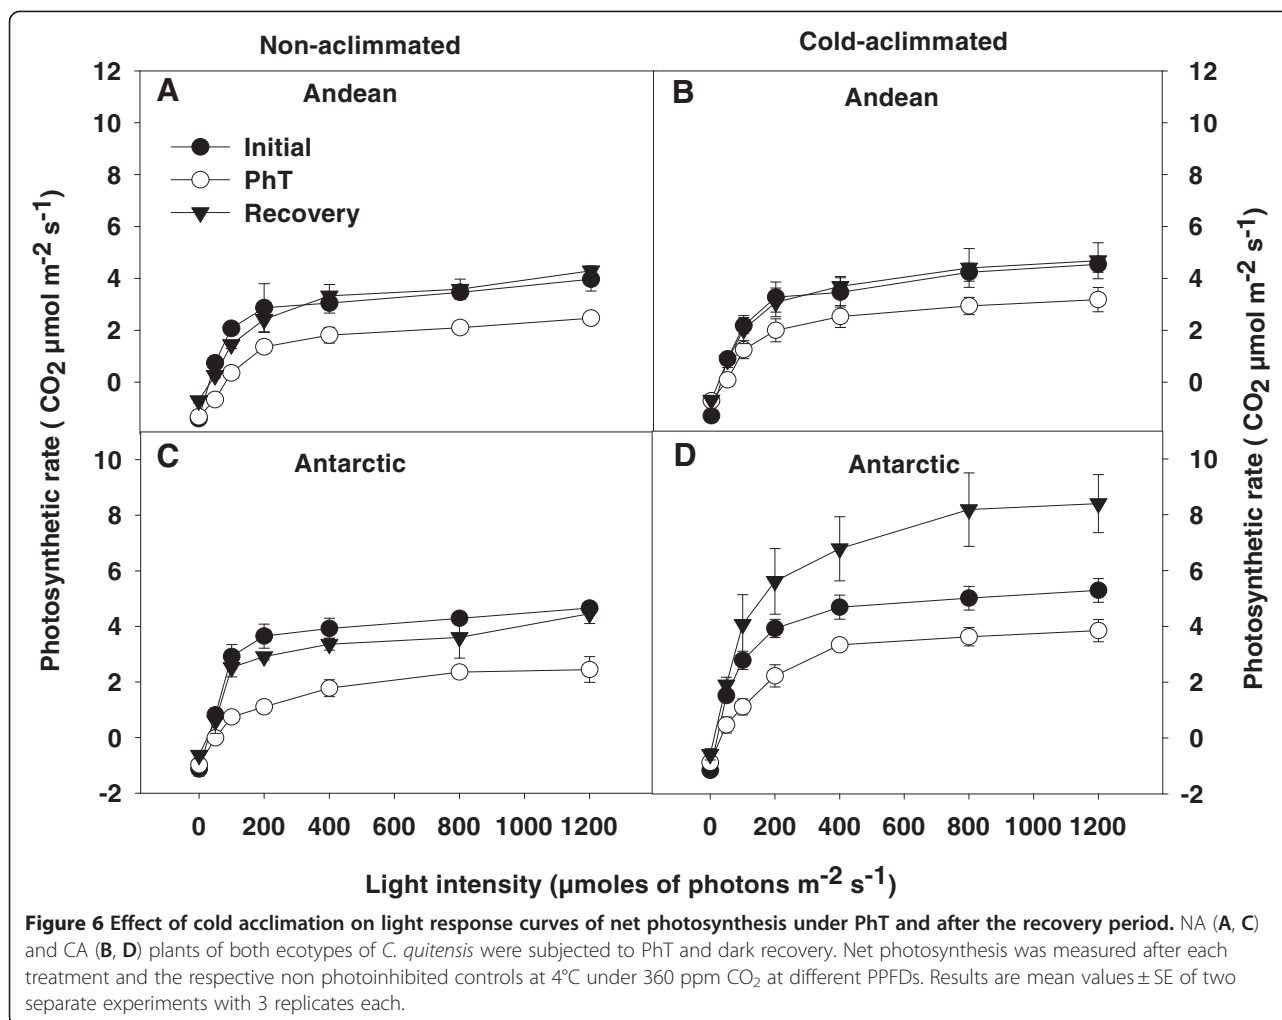 Non-aclimmated
Cold-aclimmated
A
Andean
Initial
PhT
Recovery
12
10
8
6
4
2
0
B
Andean
12
10
8
6
4
2
0
C
Antarctic
10
8
6
4
2
0
-2
D
Antarctic
10
8
6
4
2
0
-2
Photosynthetic rate ( CO2 µmol m-2 s-1)
Photosynthetic rate ( CO2 µmol m-2 s-1)
0 200 400 600 800 1000 1200
0 200 400 600 800 1000 1200
Light intensity (µmoles of photons m-2 s-1)
Figure 6 Effect of cold acclimation on light response curves of net photosynthesis under PhT and after the recovery period. NA (A, C)
and CA (B, D) plants of both ecotypes of C. quitensis were subjected to PhT and dark recovery. Net photosynthesis was measured after each
treatment and the respective non photoinhibited controls at 4°C under 360 ppm CO2 at different PPFDs. Results are mean values ± SE of two
separate experiments with 3 replicates each.